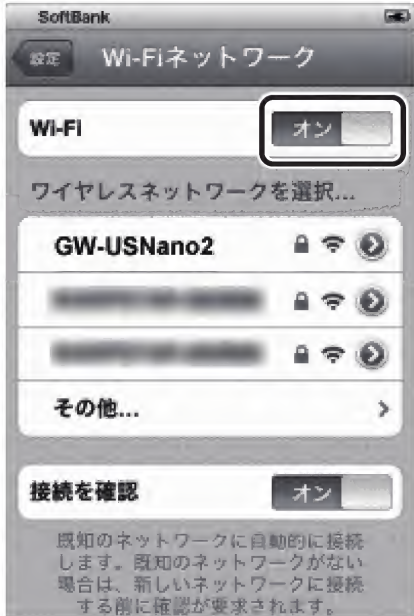 SoftBank
設定 Wi-Fiネットワーク
Wi-Fi オン
ワイヤレスネットワークを選択...
GW-USNano2
その他...
接続を確認 オン
既知のネットワークに自動的に接続
します。既知のネットワークがない
場合は、新しいネットワークに接続
する前に確認が要求されます。